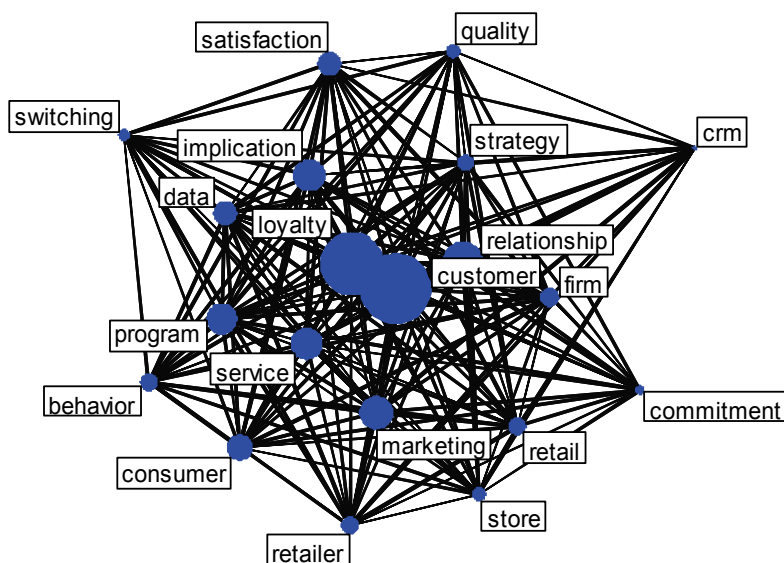 satisfaction
quality
switching
crm
implication
strategy
data
loyalty
relationship
customer
firm
program
service
behavior
commitment
marketing
retail
consumer
store
retailer